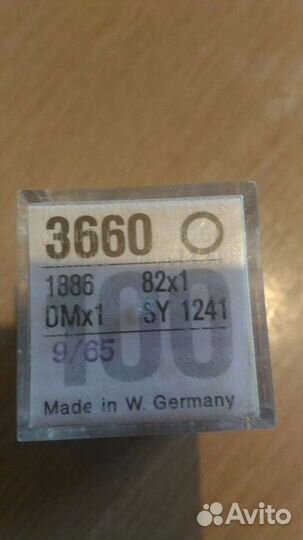 3660
1886 82x1
DMx1 SY 1241
9/65
100
Made in W. Germany
Avito